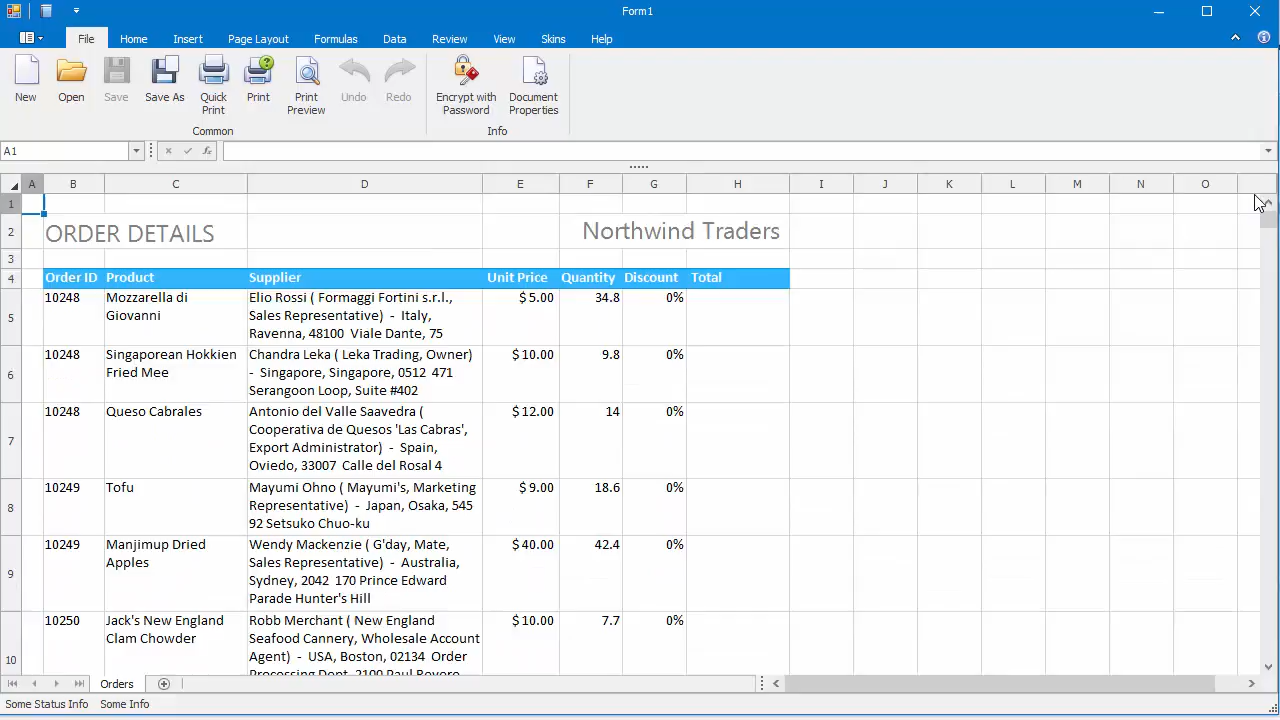 Form1
File Home Insert Page Layout Formulas Data Review View Skins Help
New Open Save Save As Quick Print Print Print Preview Undo Redo Encrypt with Password Document Properties
Common Info
A1
A B C D E F G H I J K L M N O
1
2 ORDER DETAILS Northwind Traders
3
4 Order ID Product Supplier Unit Price Quantity Discount Total
10248 Mozzarella di Elio Rossi ( Formaggi Fortini s.r.l., $ 5.00 34.8 0%
5 Giovanni Sales Representative) - Italy,
Ravenna, 48100 Viale Dante, 75
10248 Singaporean Hokkien Chandra Leka ( Leka Trading, Owner) $ 10.00 9.8 0%
6 Fried Mee - Singapore, Singapore, 0512 471
Serangoon Loop, Suite #402
10248 Queso Cabrales Antonio del Valle Saavedra ( $ 12.00 14 0%
Cooperativa de Quesos 'Las Cabras',
7 Export Administrator) - Spain,
Oviedo, 33007 Calle del Rosal 4
10249 Tofu Mayumi Ohno ( Mayumi's, Marketing $ 9.00 18.6 0%
8 Representative) - Japan, Osaka, 545
92 Setsuko Chuo-ku
10249 Manjimup Dried Wendy Mackenzie ( G'day, Mate, $ 40.00 42.4 0%
Apples Sales Representative) - Australia,
9 Sydney, 2042 170 Prince Edward
Parade Hunter's Hill
10250 Jack's New England Robb Merchant ( New England $ 10.00 7.7 0%
Clam Chowder Seafood Cannery, Wholesale Account
10 Agent) - USA, Boston, 02134 Order
Processing Dept. 2100 Paul Revere
Orders
Some Status Info Some Info